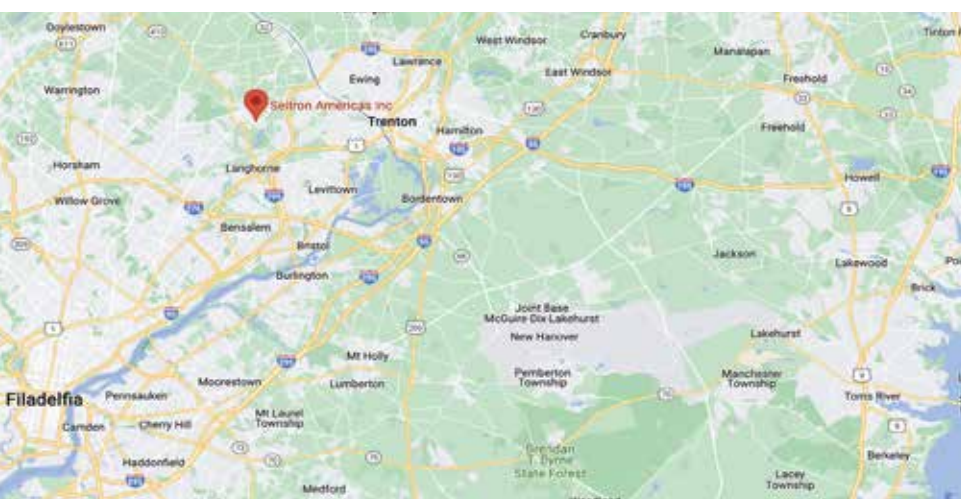 Doylestown
West Windsor
Cranbury
Tinton
Manalapan
Lawrence
Ewing
East Windsor
Freehold
Warrington
Seitron Americas Inc
Trenton
Hamilton
Freehold
Horsham
Langhorne
Howell
Levittown
Willow Grove
Bordentown
Bensalem
Bristol
Jackson
Lakewood
Burlington
Brick
Joint Base
McGuire Dix Lakehurst
New Hanover
Lakehurst
Mt Holly
Pemberton
Township
Manchester
Township
Moorestown
Lumberton
Filadelfia
Pennsauken
Toms River
Mt Laurel
Township
Camden
Cherry Hill
Brendan
T. Byrne
State Forest
Berkeley
Haddonfield
Lacey
Township
Medford